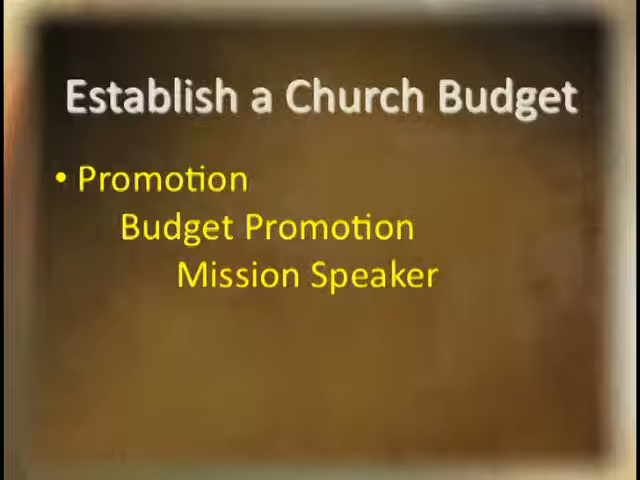 Establish a Church Budget
• Promotion
Budget Promotion
Mission Speaker